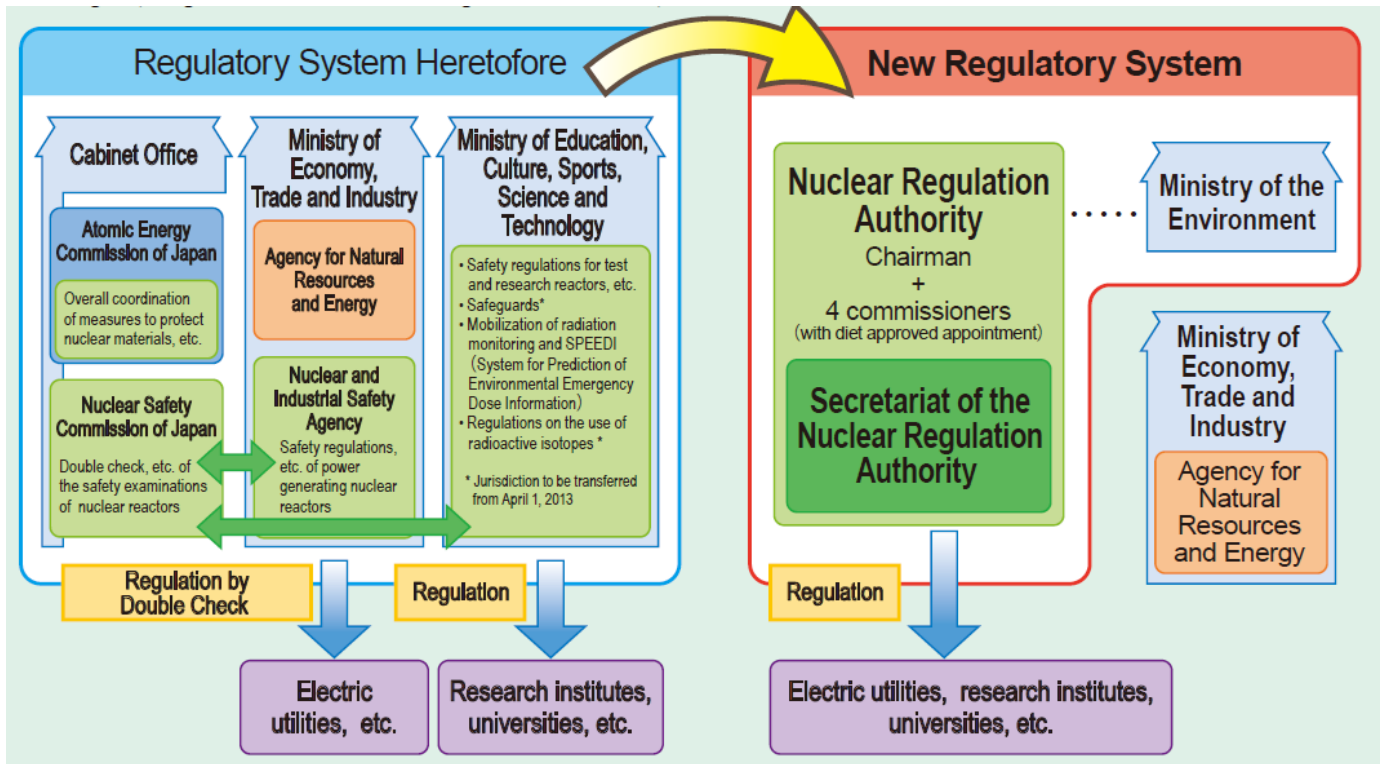 Regulatory System Heretofore
Cabinet Office
Atomic Energy
Commission of Japan
Overall coordination
of measures to protect
nuclear materials, etc.
Nuclear Safety
Commission of Japan
Double check, etc. of
the safety examinations
of nuclear reactors
Ministry of
Economy,
Trade and Industry
Agency for Natural
Resources
and Energy
Nuclear and
Industrial Safety
Agency
Safety regulations,
etc. of power
generating nuclear
reactors
Ministry of Education,
Culture, Sports,
Science and
Technology
• Safety regulations for test
and research reactors, etc.
• Safeguards*
• Mobilization of radiation
monitoring and SPEEDI
(System for Prediction of
Environmental Emergency
Dose Information)
• Regulations on the use of
radioactive isotopes *
* Jurisdiction to be transferred
from April 1, 2013
Regulation by
Double Check
Regulation
Electric
utilities, etc.
Research institutes,
universities, etc.
New Regulatory System
Nuclear Regulation
Authority
Chairman
+
4 commissioners
(with diet approved appointment)
Secretariat of the
Nuclear Regulation
Authority
Ministry of the
Environment
Ministry of
Economy,
Trade and
Industry
Agency for
Natural
Resources
and Energy
Regulation
Electric utilities, research institutes,
universities, etc.